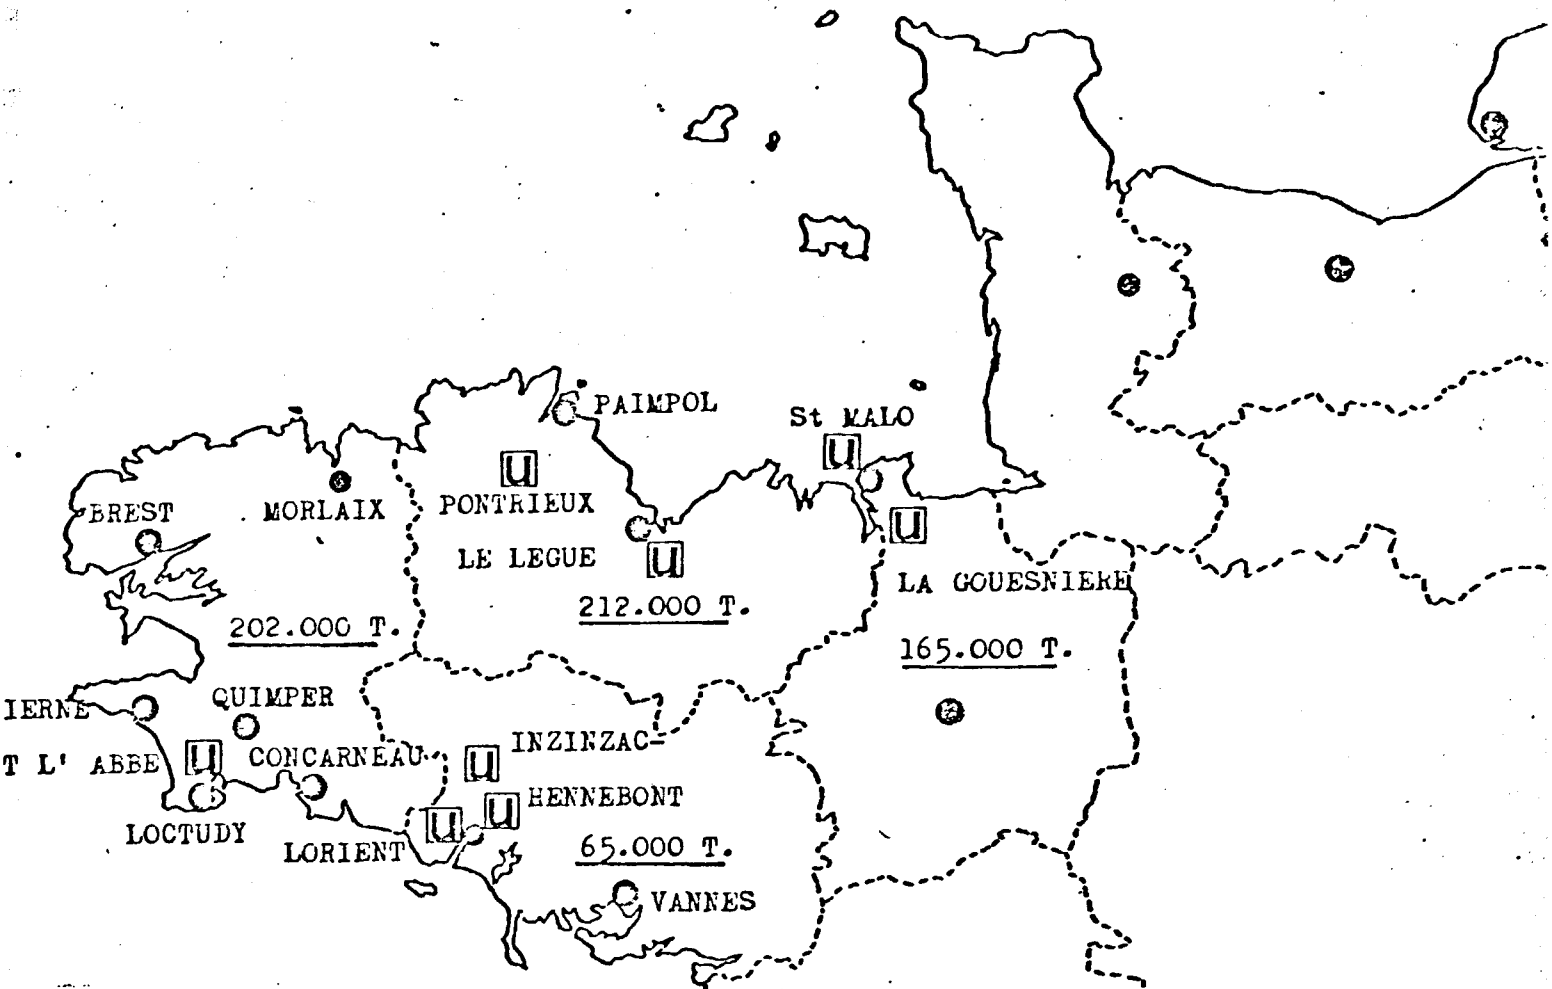 PAIMPOL
St MALO
U
U
BREST
MORLAIX
PONTRIEUX
U
LE LEGUE
U
LA GOUESNIERE
212.000 T.
202.000 T.
165.000 T.
IERNE
QUIMPER
T L' ABBE
U
CONCARNEAU
U
INZINZAC-
HENNEBONT
U
U
LOCTUDY
LORIENT
65.000 T.
VANNES